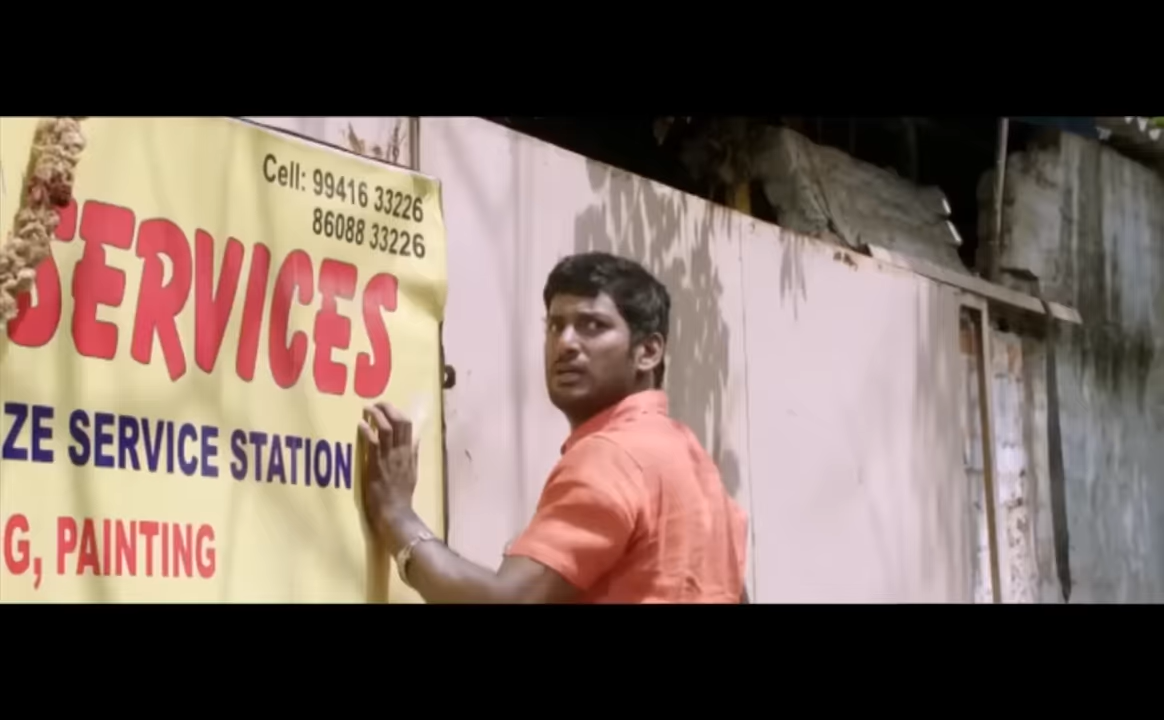 Cell: 99416 33226
86088 33226
SERVICES
ZE SERVICE STATION
G, PAINTING